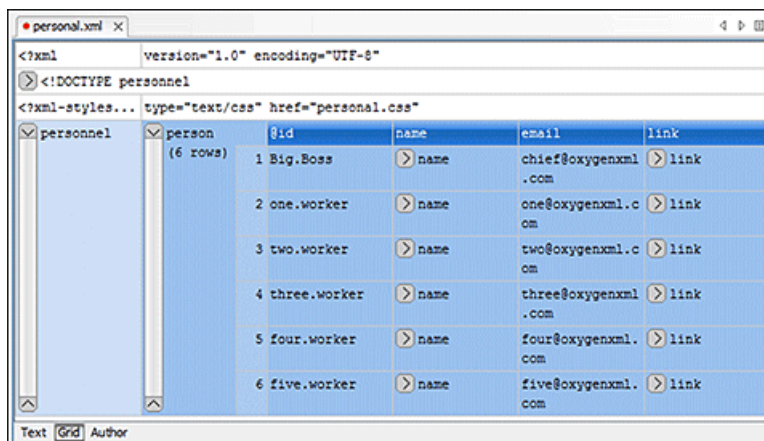 personal.xml
<?xml version="1.0" encoding="UTF-8"
<!DOCTYPE personnel
<?xml-styles... type="text/css" href="personal.css"
personnel person @id name email link
(6 rows)
1 Big.Boss name chief@oxygenxml link
.com
2 one.worker name one@oxygenxml.c link
om
3 two.worker name two@oxygenxml.c link
om
4 three.worker name three@oxygenxml link
.com
5 four.worker name four@oxygenxml. link
com
6 five.worker name five@oxygenxml. link
com
Text Grid Author